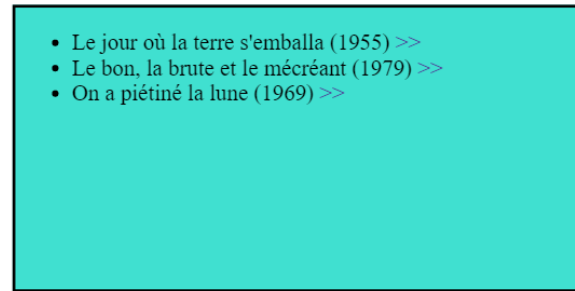 • Le jour où la terre s'emballa (1955) >>
• Le bon, la brute et le mécréant (1979) >>
• On a piétiné la lune (1969) >>